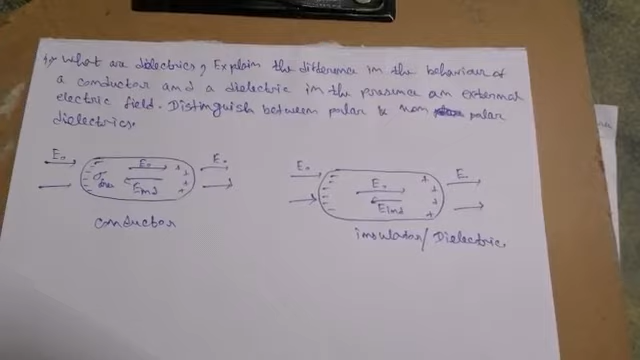 What are dielectrics, Explain the difference in the behaviour of
a conductor and a dielectric in the presence an external
electric field. Distinguish between polar & non polar
dielectrics.
E₀ E₀ E₀
Eind
conductor
E₀ E₀ E₀
Eind
insulator/Dielectric